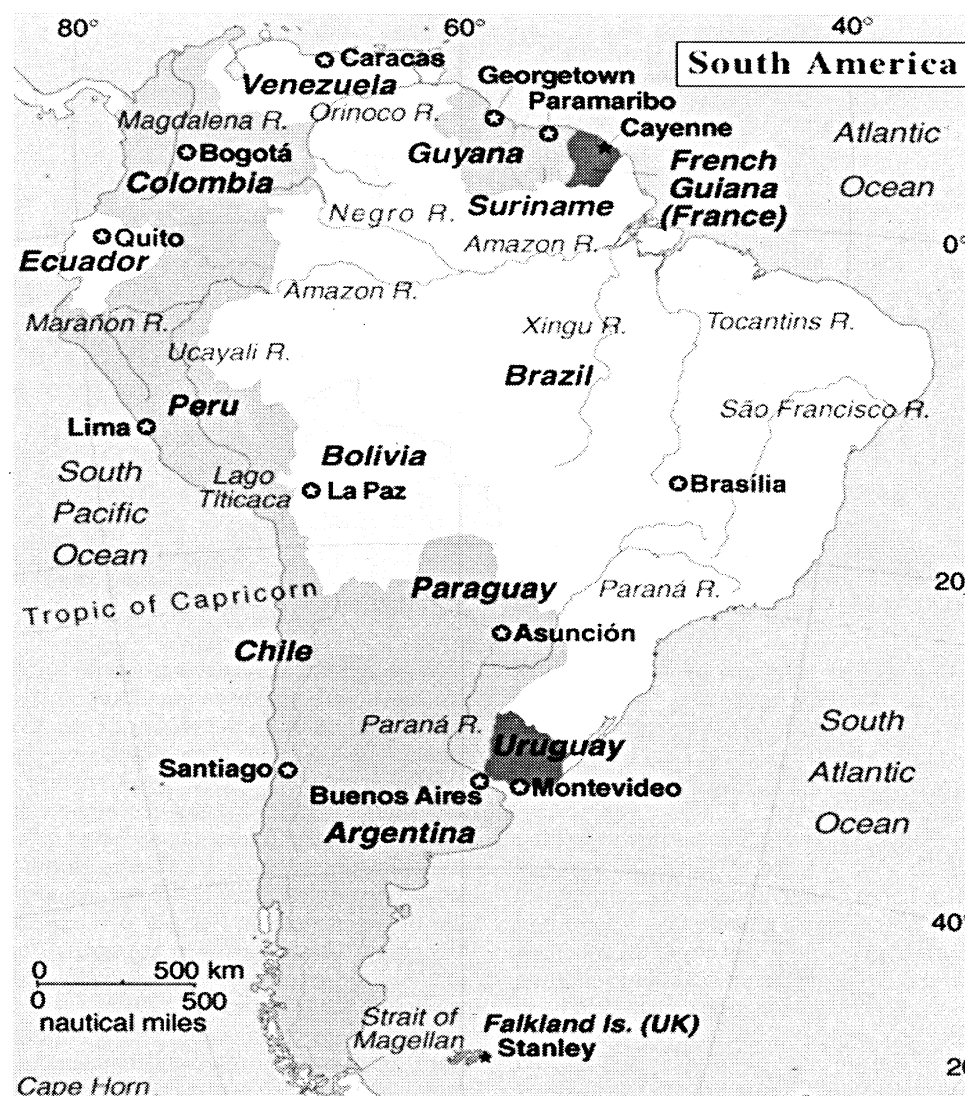 80°
60°
40°
South America
Caracas
Venezuela
Georgetown
Paramaribo
Magdalena R.
Orinoco R.
Cayenne
Atlantic
Ocean
Bogotá
Guyana
French
Guiana
(France)
Colombia
Suriname
Negro R.
Quito
Amazon R.
0°
Ecuador
Amazon R.
Marañon R.
Xingu R.
Tocantins R.
Ucayali R.
Brazil
Peru
São Francisco R.
Lima
Bolivia
South
Pacific
Ocean
Lago
Titicaca
La Paz
Brasília
Tropic of Capricorn
Paraguay
Paraná R.
20
Asunción
Chile
Paraná R.
Uruguay
South
Atlantic
Ocean
Santiago
Buenos Aires
Montevideo
Argentina
40°
0 500 km
0 500
nautical miles
Strait of
Magellan
Falkland Is. (UK)
Stanley
20
Cape Horn